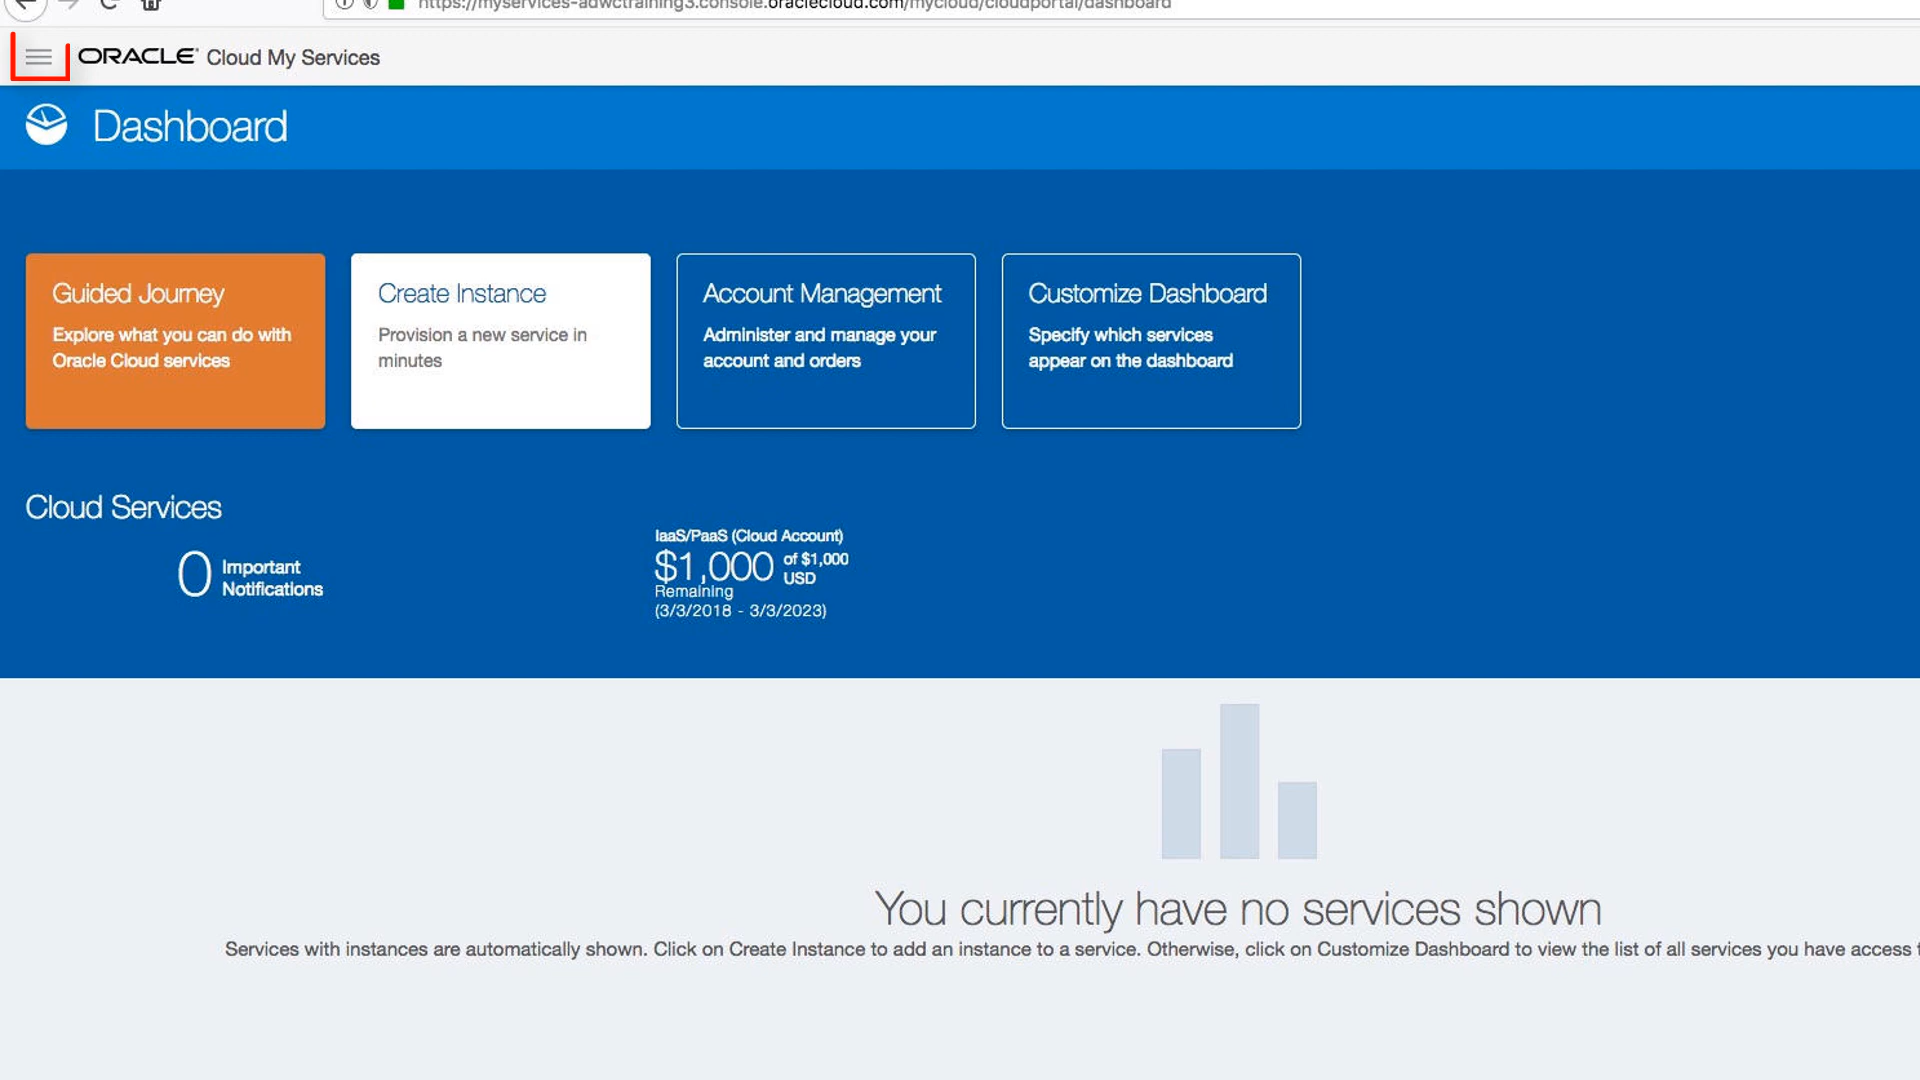 https://myservices-adwctraining3.console.oraclecloud.com/mycloud/cloudportal/dashboard
ORACLE® Cloud My Services
Dashboard
Guided Journey
Explore what you can do with
Oracle Cloud services
Create Instance
Provision a new service in
minutes
Account Management
Administer and manage your
account and orders
Customize Dashboard
Specify which services
appear on the dashboard
Cloud Services
0 Important
Notifications
IaaS/PaaS (Cloud Account)
$1,000 of $1,000
USD
Remaining
(3/3/2018 - 3/3/2023)
You currently have no services shown
Services with instances are automatically shown. Click on Create Instance to add an instance to a service. Otherwise, click on Customize Dashboard to view the list of all services you have access